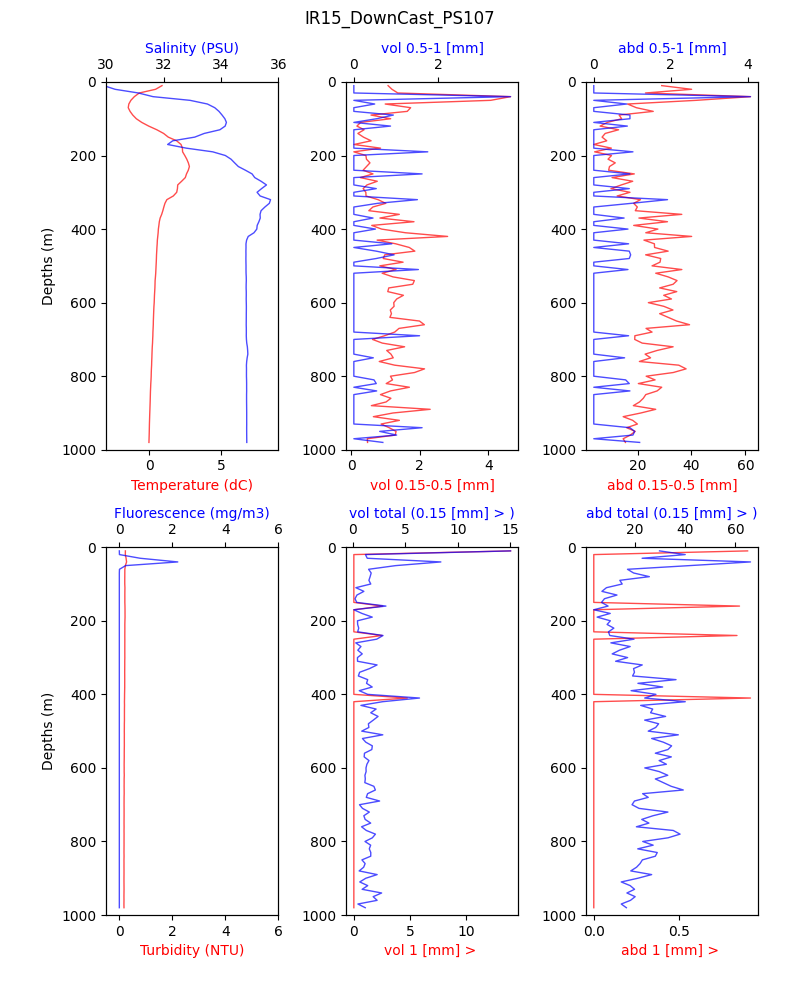 IR15_DownCast_PS107
Salinity (PSU) vol 0.5-1 [mm] abd 0.5-1 [mm]
30 32 34 36 0 2 0 2 4
0 0 0
200 200 200
400 400 400
600 600 600
800 800 800
1000 1000 1000
Depths (m)
0 5 0 2 4 20 40 60
Temperature (dC) vol 0.15-0.5 [mm] abd 0.15-0.5 [mm]
Fluorescence (mg/m3) vol total (0.15 [mm] > ) abd total (0.15 [mm] > )
0 2 4 6 0 5 10 15 20 40 60
0 0 0
200 200 200
400 400 400
600 600 600
800 800 800
1000 1000 1000
Depths (m)
0 2 4 6 0 5 10 0.0 0.5
Turbidity (NTU) vol 1 [mm] > abd 1 [mm] >